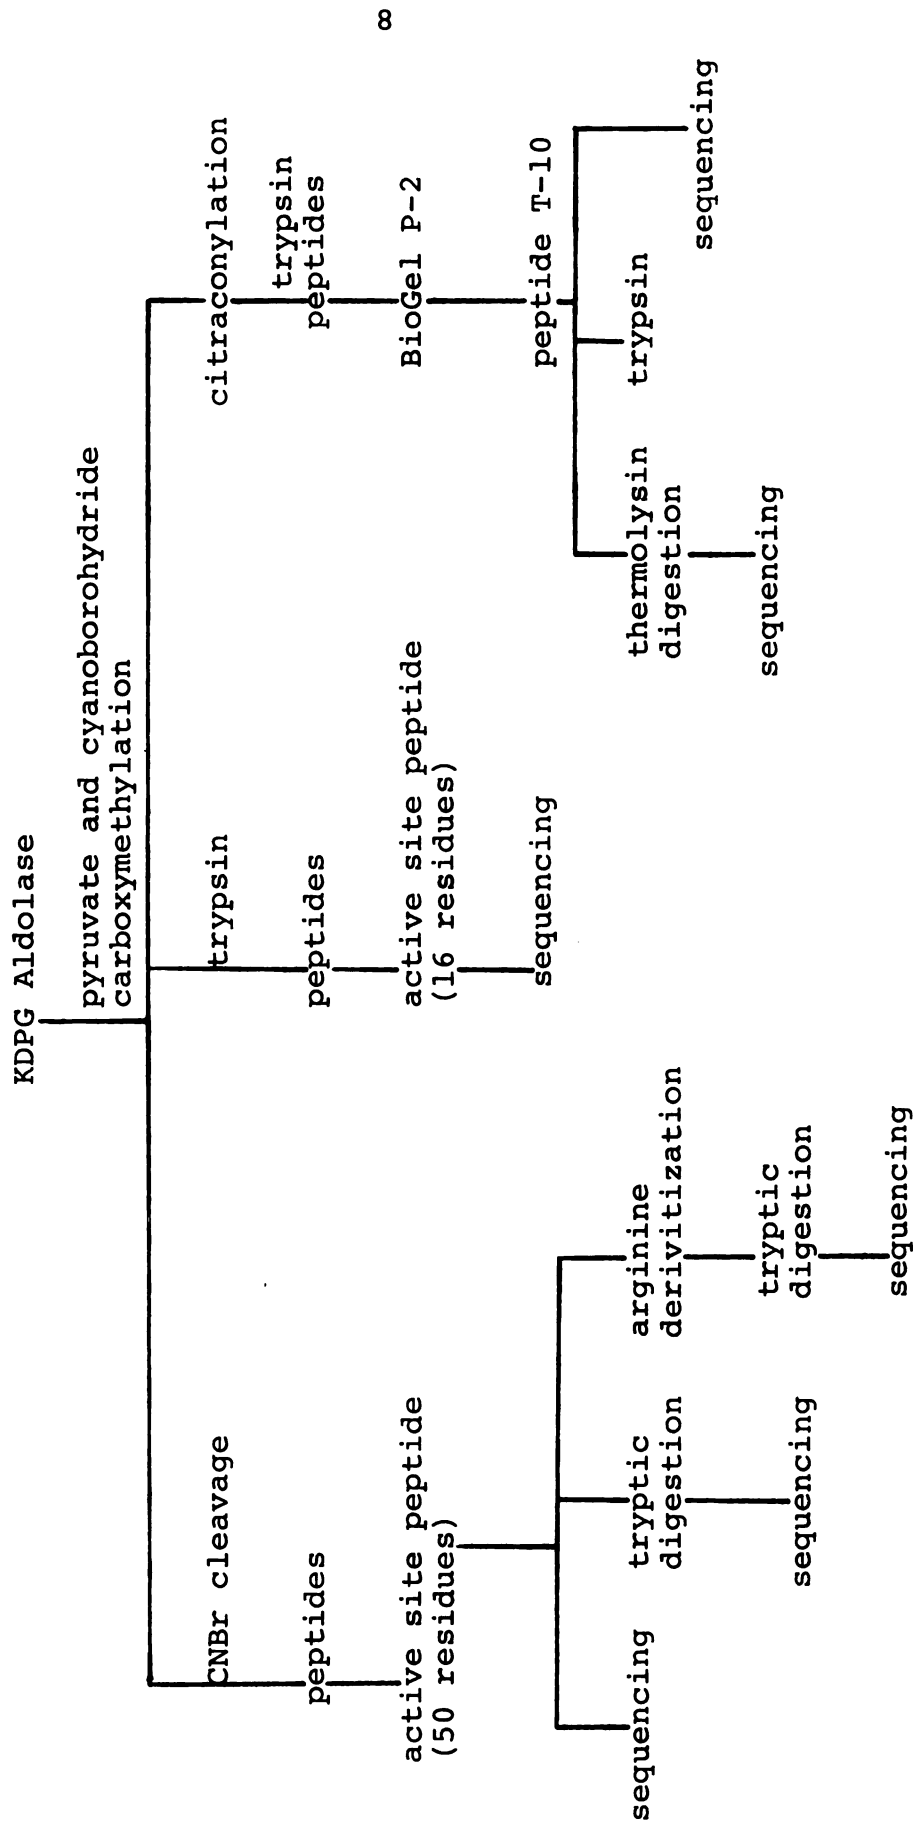 8
KDPG Aldolase
pyruvate and cyanoborohydride
carboxymethylation
CNBr cleavage
peptides
active site peptide
(50 residues)
sequencing
tryptic
digestion
sequencing
arginine
derivitization
tryptic
digestion
sequencing
trypsin
peptides
active site peptide
(16 residues)
sequencing
citraconylation
trypsin
peptides
BioGel P-2
peptide T-10
thermolysin
digestion
sequencing
trypsin
sequencing